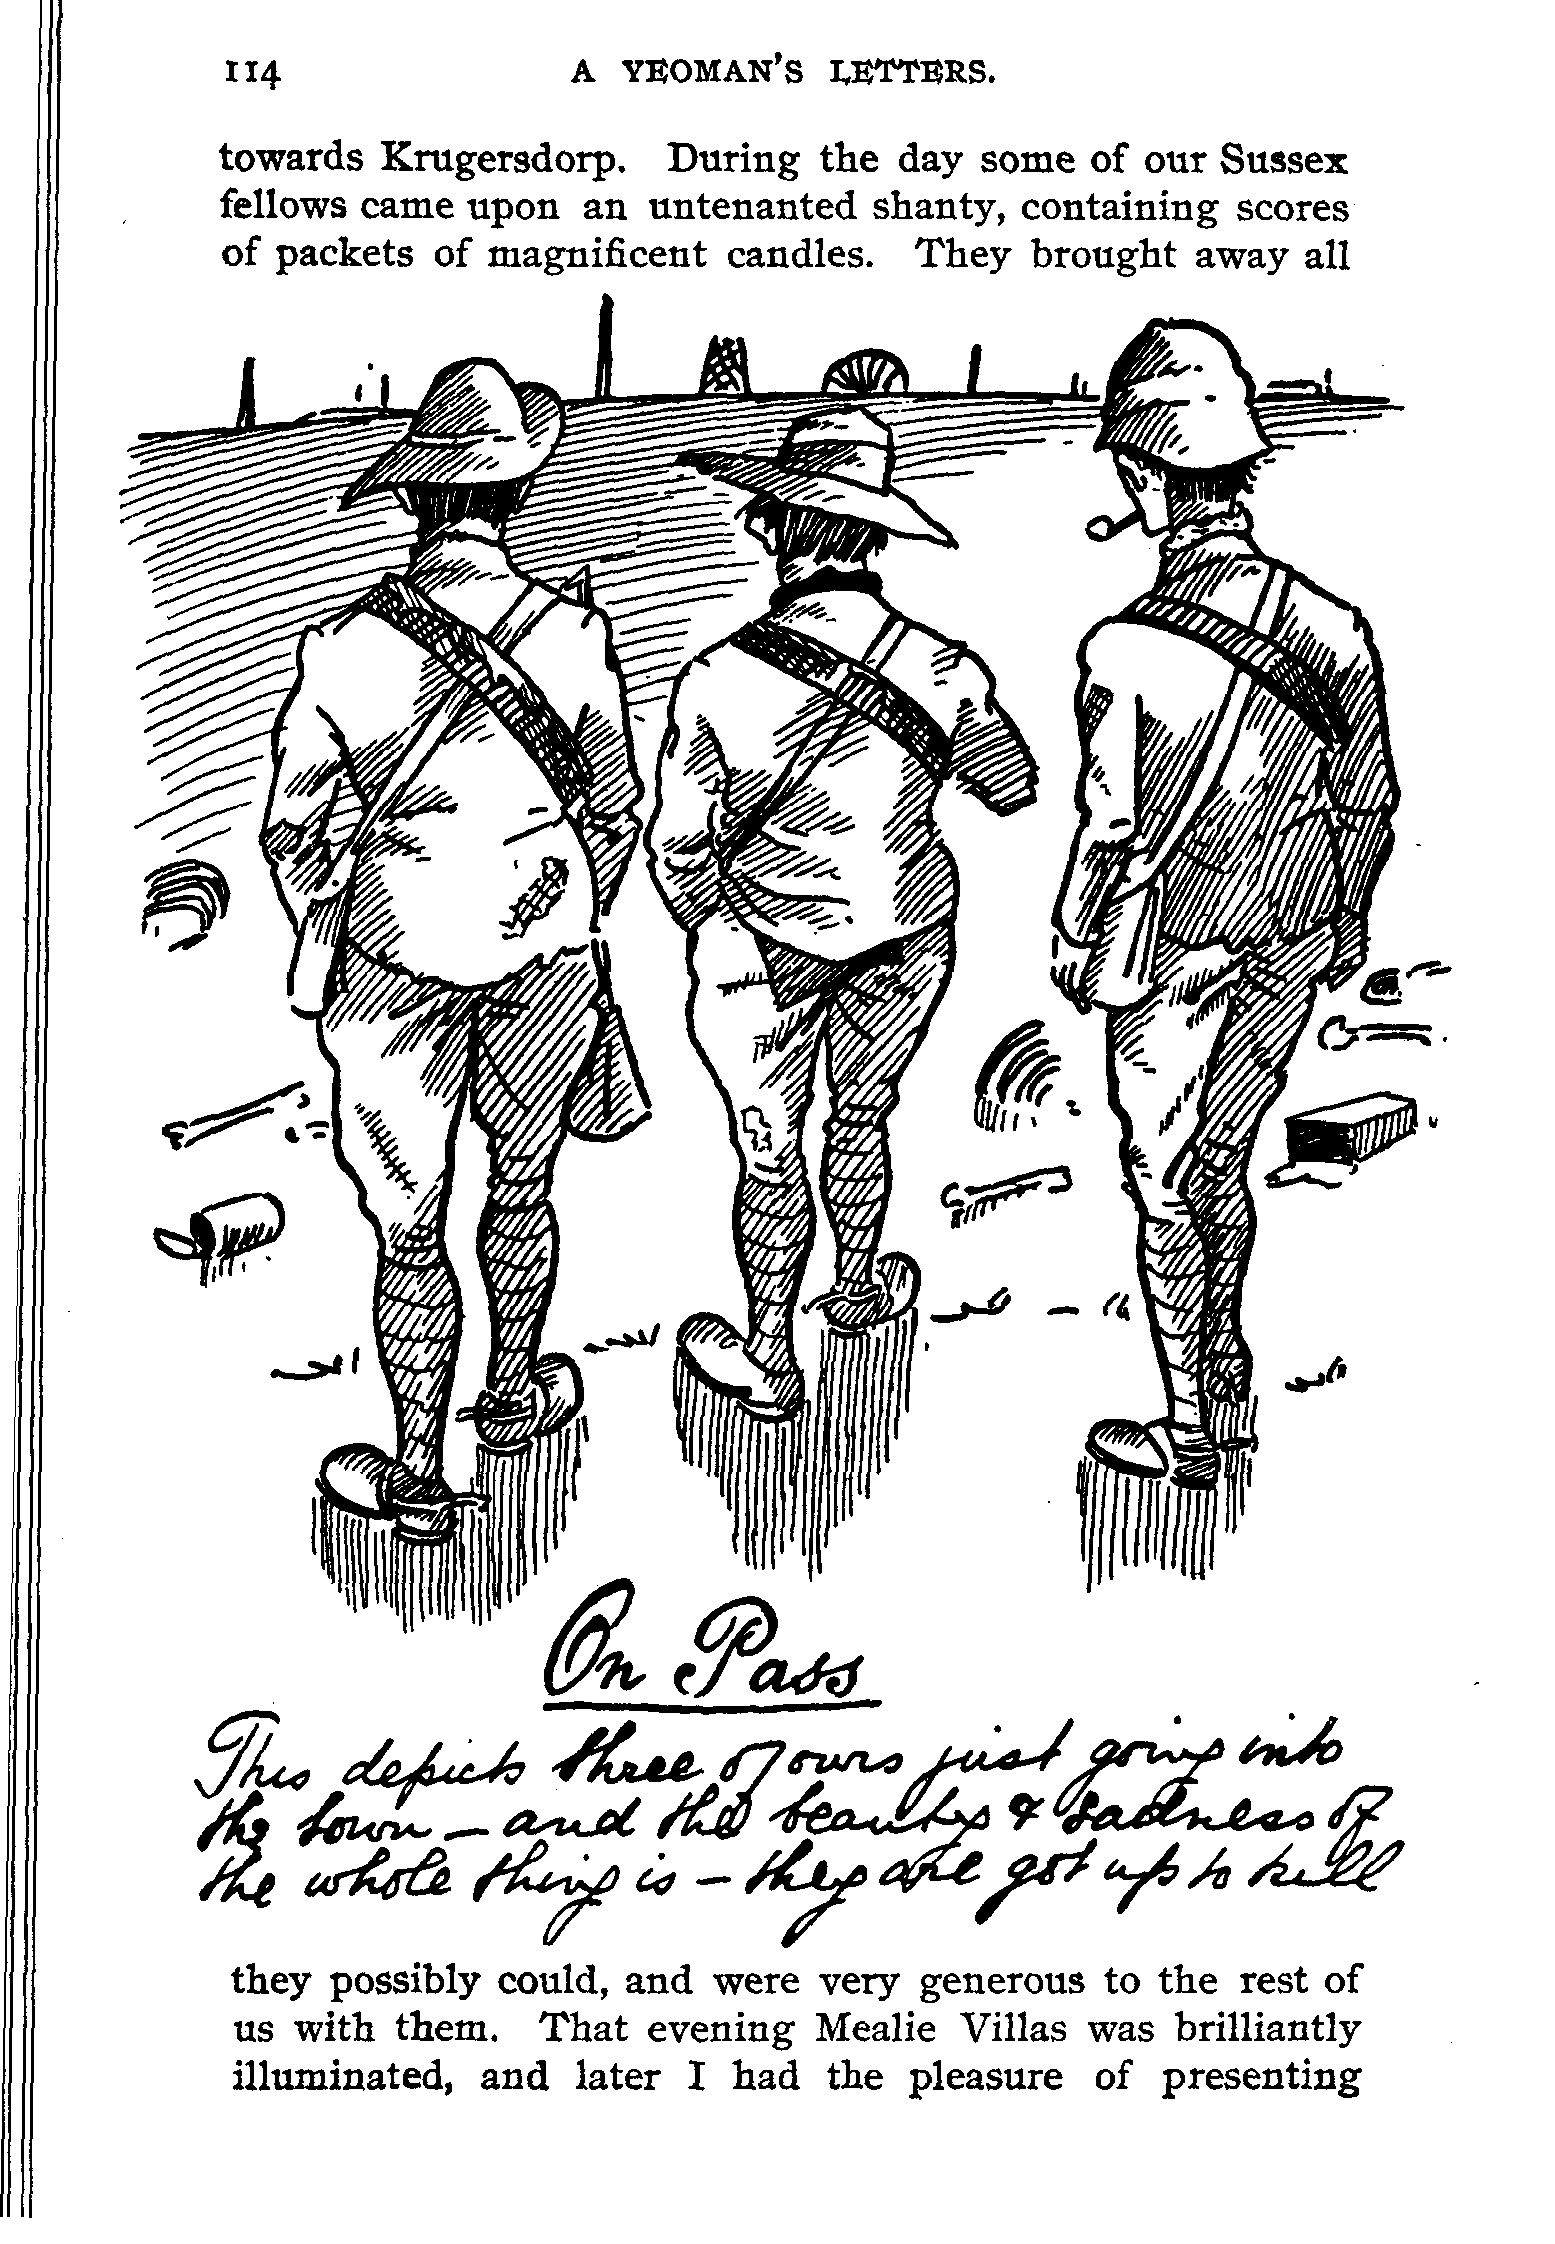 114 A YEOMAN'S LETTERS.
towards Krugersdorp. During the day some of our Sussex
fellows came upon an untenanted shanty, containing scores
of packets of magnificent candles. They brought away all
On Pass
This depicts three of ours just going into
the town — and the beauty & sadness of
the whole thing is — they are got up to kill
they possibly could, and were very generous to the rest of
us with them. That evening Mealie Villas was brilliantly
illuminated, and later I had the pleasure of presenting